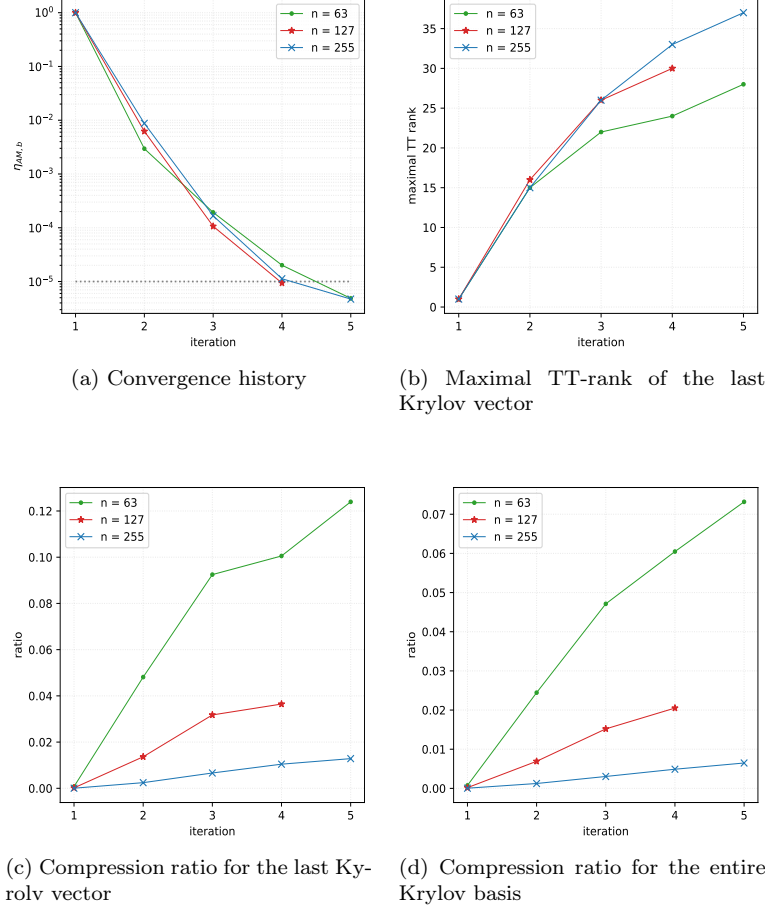 n = 63
n = 127
n = 255
10⁰
10⁻¹
10⁻²
10⁻³
10⁻⁴
10⁻⁵
η_{AM,b}
1 2 3 4 5
iteration
(a) Convergence history
n = 63
n = 127
n = 255
35
30
25
20
15
10
5
0
maximal TT rank
1 2 3 4 5
iteration
(b) Maximal TT-rank of the last
Krylov vector
n = 63
n = 127
n = 255
0.12
0.10
0.08
0.06
0.04
0.02
0.00
ratio
1 2 3 4 5
iteration
(c) Compression ratio for the last Ky-
rolv vector
n = 63
n = 127
n = 255
0.07
0.06
0.05
0.04
0.03
0.02
0.01
0.00
ratio
1 2 3 4 5
iteration
(d) Compression ratio for the entire
Krylov basis